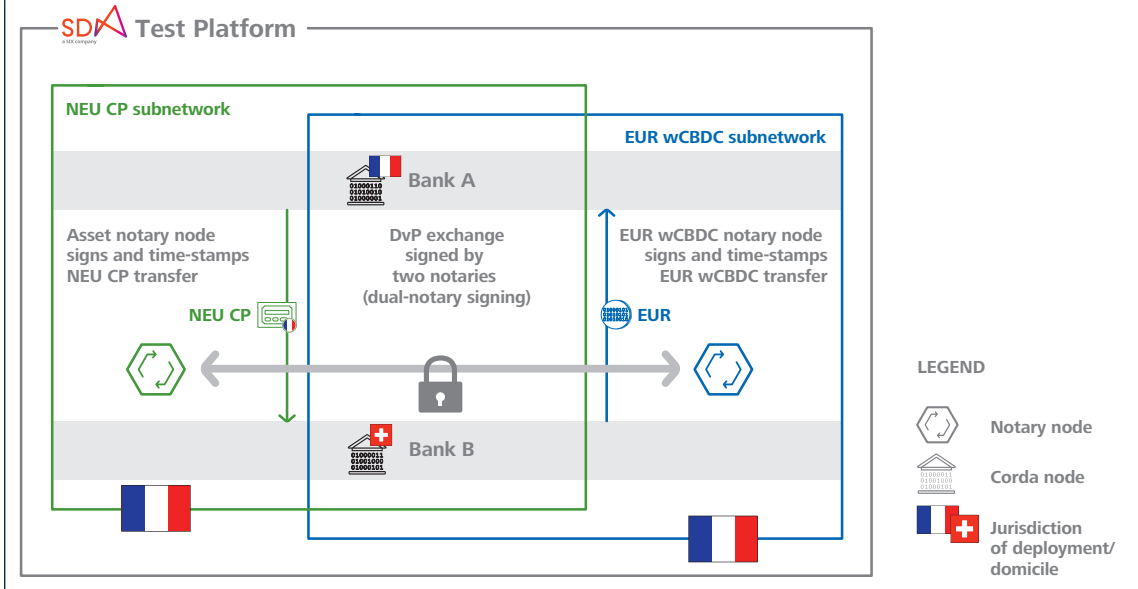 SDX Test Platform
a SIX company
NEU CP subnetwork
EUR wCBDC subnetwork
01000110
01010010
01000001
Bank A
Asset notary node
signs and time-stamps
NEU CP transfer
DvP exchange
signed by
two notaries
(dual-notary signing)
EUR wCBDC notary node
signs and time-stamps
EUR wCBDC transfer
NEU CP
EUR
01000011
01001000
01000101
Bank B
LEGEND
Notary node
01000011
01001000
01000101
Corda node
Jurisdiction
of deployment/
domicile